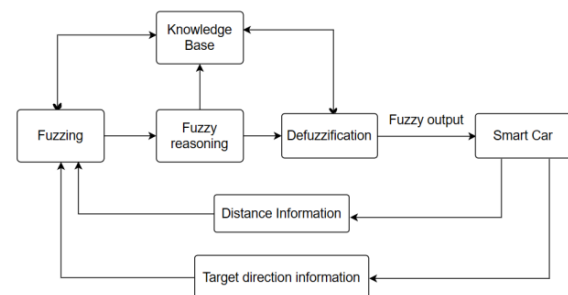 Knowledge
Base
Fuzzing
Fuzzy
reasoning
Defuzzification
Fuzzy output
Smart Car
Distance Information
Target direction information